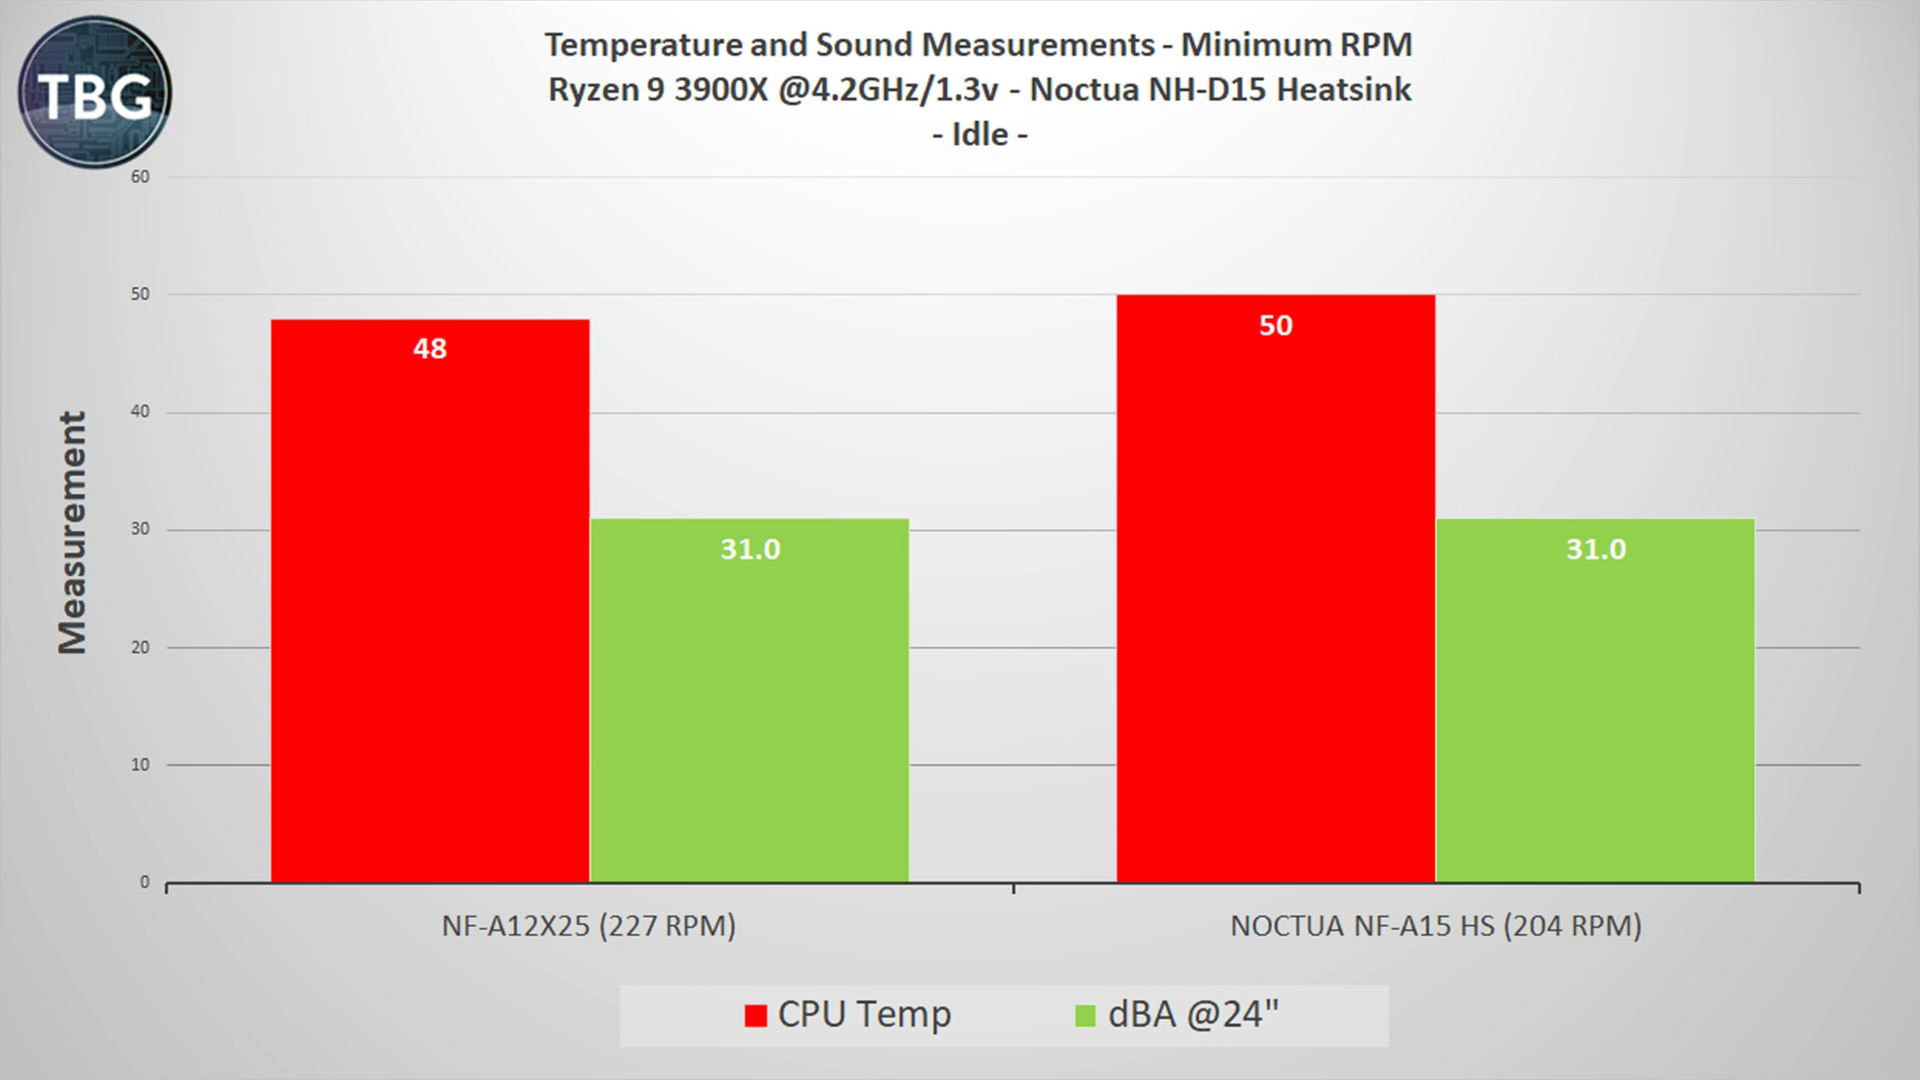 TBG
Temperature and Sound Measurements - Minimum RPM
Ryzen 9 3900X @4.2GHz/1.3v - Noctua NH-D15 Heatsink
- Idle -
60
50
40
30
20
10
0
Measurement
48
31.0
50
31.0
NF-A12X25 (227 RPM)
NOCTUA NF-A15 HS (204 RPM)
CPU Temp
dBA @24"